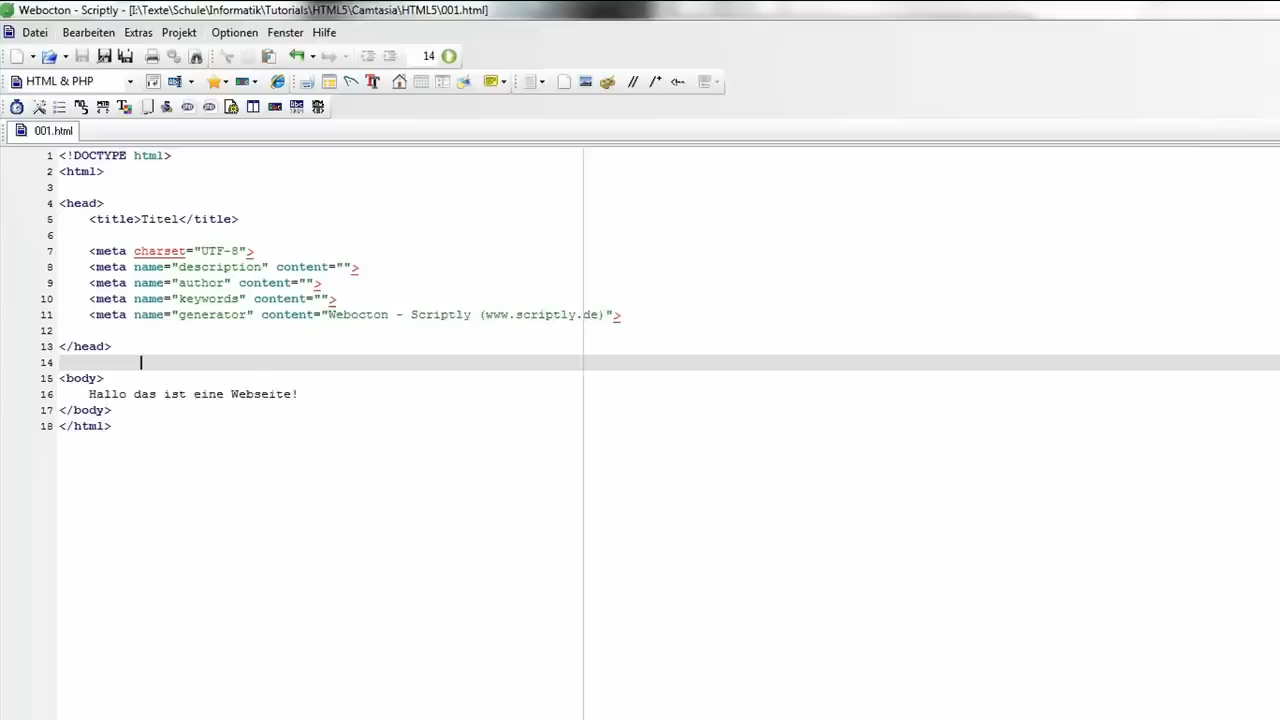 Webocton - Scriptly - [I:\Texte\Schule\Informatik\Tutorials\HTML5\Camtasia\HTML5\001.html]
Datei Bearbeiten Extras Projekt Optionen Fenster Hilfe
14
HTML & PHP
001.html
1 <!DOCTYPE html>
2 <html>
3
4 <head>
5 <title>Titel</title>
6
7 <meta charset="UTF-8">
8 <meta name="description" content="">
9 <meta name="author" content="">
10 <meta name="keywords" content="">
11 <meta name="generator" content="Webocton - Scriptly (www.scriptly.de)">
12
13 </head>
14
15 <body>
16 Hallo das ist eine Webseite!
17 </body>
18 </html>